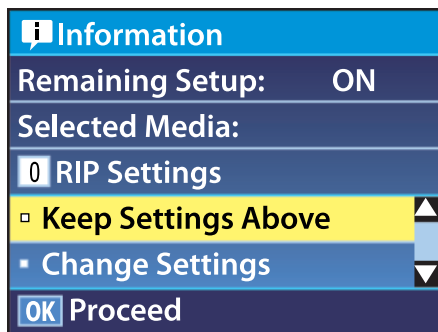 Information
Remaining Setup: ON
Selected Media:
0 RIP Settings
Keep Settings Above
Change Settings
OK Proceed